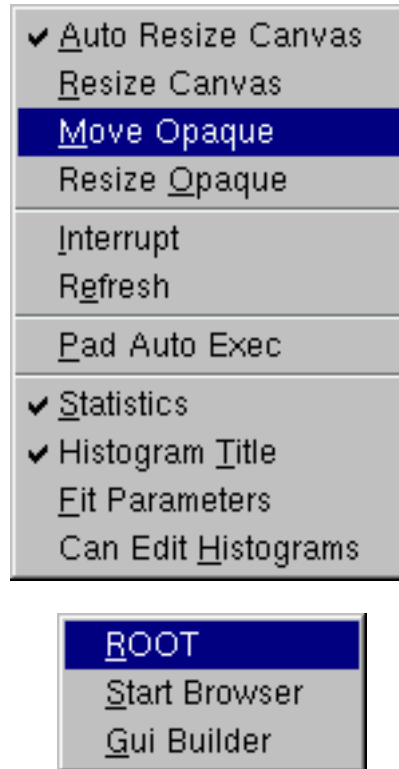 Auto Resize Canvas
Resize Canvas
Move Opaque
Resize Opaque
Interrupt
Refresh
Pad Auto Exec
Statistics
Histogram Title
Fit Parameters
Can Edit Histograms
ROOT
Start Browser
Gui Builder